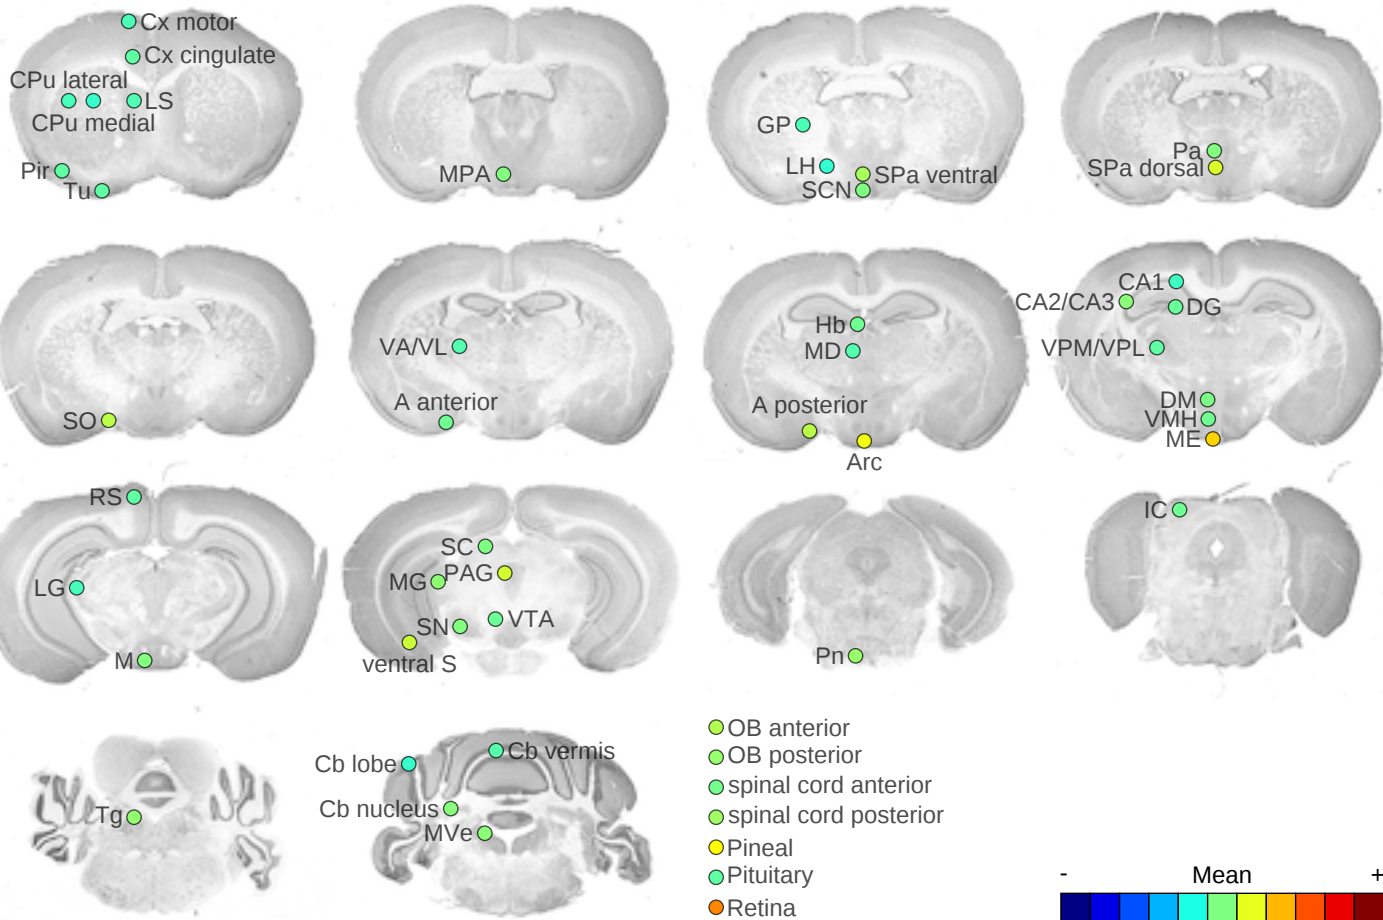 Cx motor
Cx cingulate
CPu lateral
LS
CPu medial
Pir
Tu
MPA
GP
LH
SPa ventral
SCN
Pa
SPa dorsal
SO
VA/VL
A anterior
Hb
MD
A posterior
Arc
CA1
CA2/CA3
DG
VPM/VPL
DM
VMH
ME
RS
LG
M
SC
MG
PAG
SN
VTA
ventral S
Pn
IC
Tg
Cb lobe
Cb vermis
Cb nucleus
MVe
OB anterior
OB posterior
spinal cord anterior
spinal cord posterior
Pineal
Pituitary
Retina
- Mean +